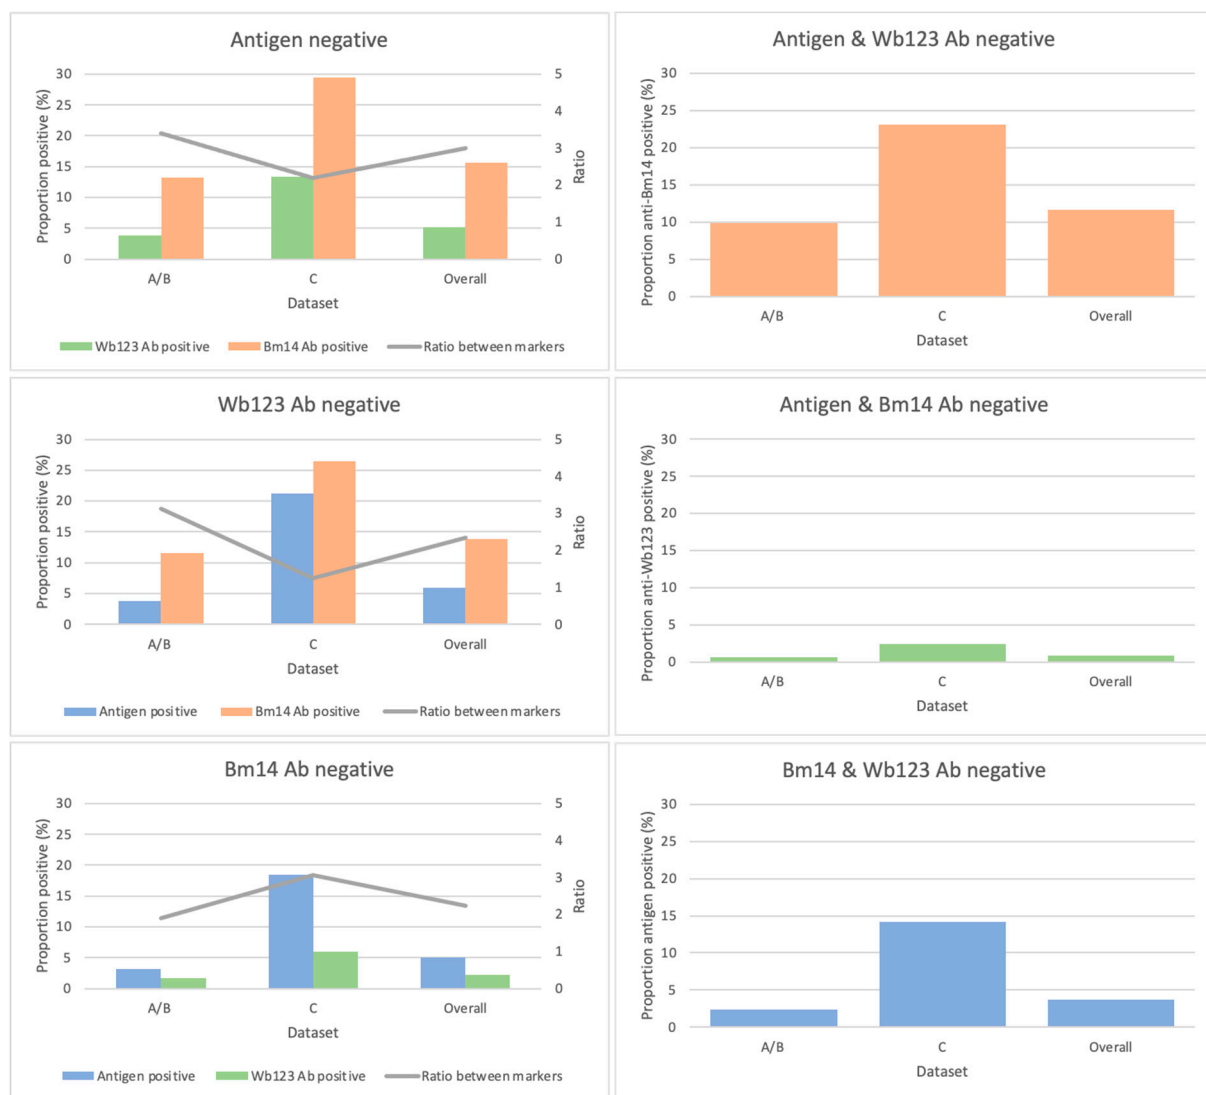 Antigen negative
Proportion positive (%)
30
25
20
15
10
5
0
5
4
3
2
1
0
Ratio
A/B C Overall
Dataset
Wb123 Ab positive Bm14 Ab positive Ratio between markers
Antigen & Wb123 Ab negative
Proportion anti-Bm14 positive (%)
30
25
20
15
10
5
0
A/B C Overall
Dataset
Wb123 Ab negative
Proportion positive (%)
30
25
20
15
10
5
0
5
4
3
2
1
0
Ratio
A/B C Overall
Dataset
Antigen positive Bm14 Ab positive Ratio between markers
Antigen & Bm14 Ab negative
Proportion anti-Wb123 positive (%)
30
25
20
15
10
5
0
A/B C Overall
Dataset
Bm14 Ab negative
Proportion positive (%)
30
25
20
15
10
5
0
5
4
3
2
1
0
Ratio
A/B C Overall
Dataset
Antigen positive Wb123 Ab positive Ratio between markers
Bm14 & Wb123 Ab negative
Proportion antigen positive (%)
30
25
20
15
10
5
0
A/B C Overall
Dataset